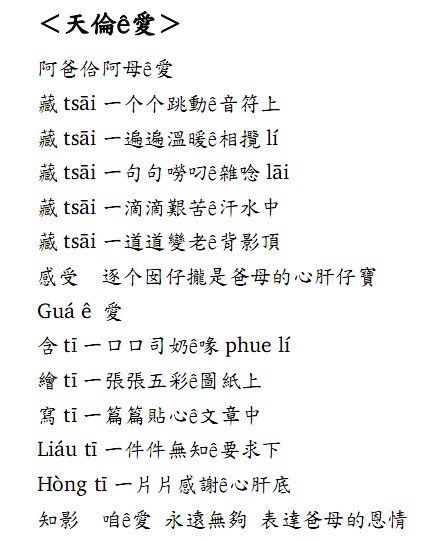 ＜天倫ê愛＞
阿爸佮阿母ê愛
藏 tsāi 一个个跳動ê音符上
藏 tsāi 一遍遍溫暖ê相攬 lí
藏 tsāi 一句句嘮叨ê雜唸 lāi
藏 tsāi 一滴滴艱苦ê汗水中
藏 tsāi 一道道變老ê背影頂
感受　逐个囡仔攏是爸母的心肝仔寶
Guá ê 愛
含 tī 一口口司奶ê喙 phue lí
繪 tī 一張張五彩ê圖紙上
寫 tī 一篇篇貼心ê文章中
Liáu tī 一件件無知ê要求下
Hòng tī 一片片感謝ê心肝底
知影　咱ê愛 永遠無夠 表達爸母的恩情